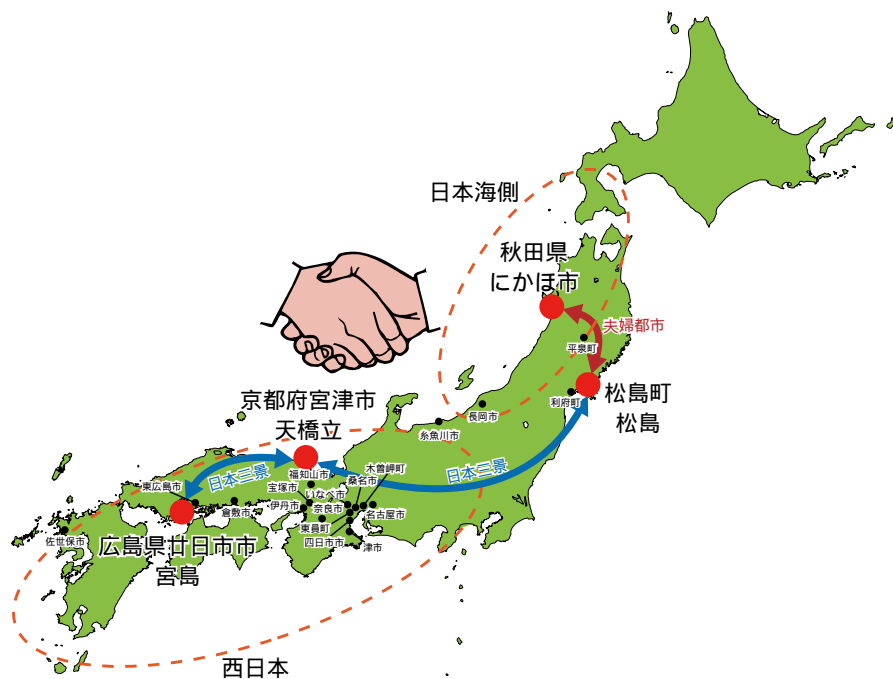 日本海側
秋田県
にかほ市
夫婦都市
平泉町
松島町
松島
利府町
長岡市
糸魚川市
京都府宮津市
天橋立
日本三景
日本三景
福知山市
木曽岬町
桑名市
東広島市
宝塚市
いなべ市
倉敷市
伊丹市
奈良市
名古屋市
東員町
四日市市
津市
佐世保市
広島県廿日市市
宮島
西日本